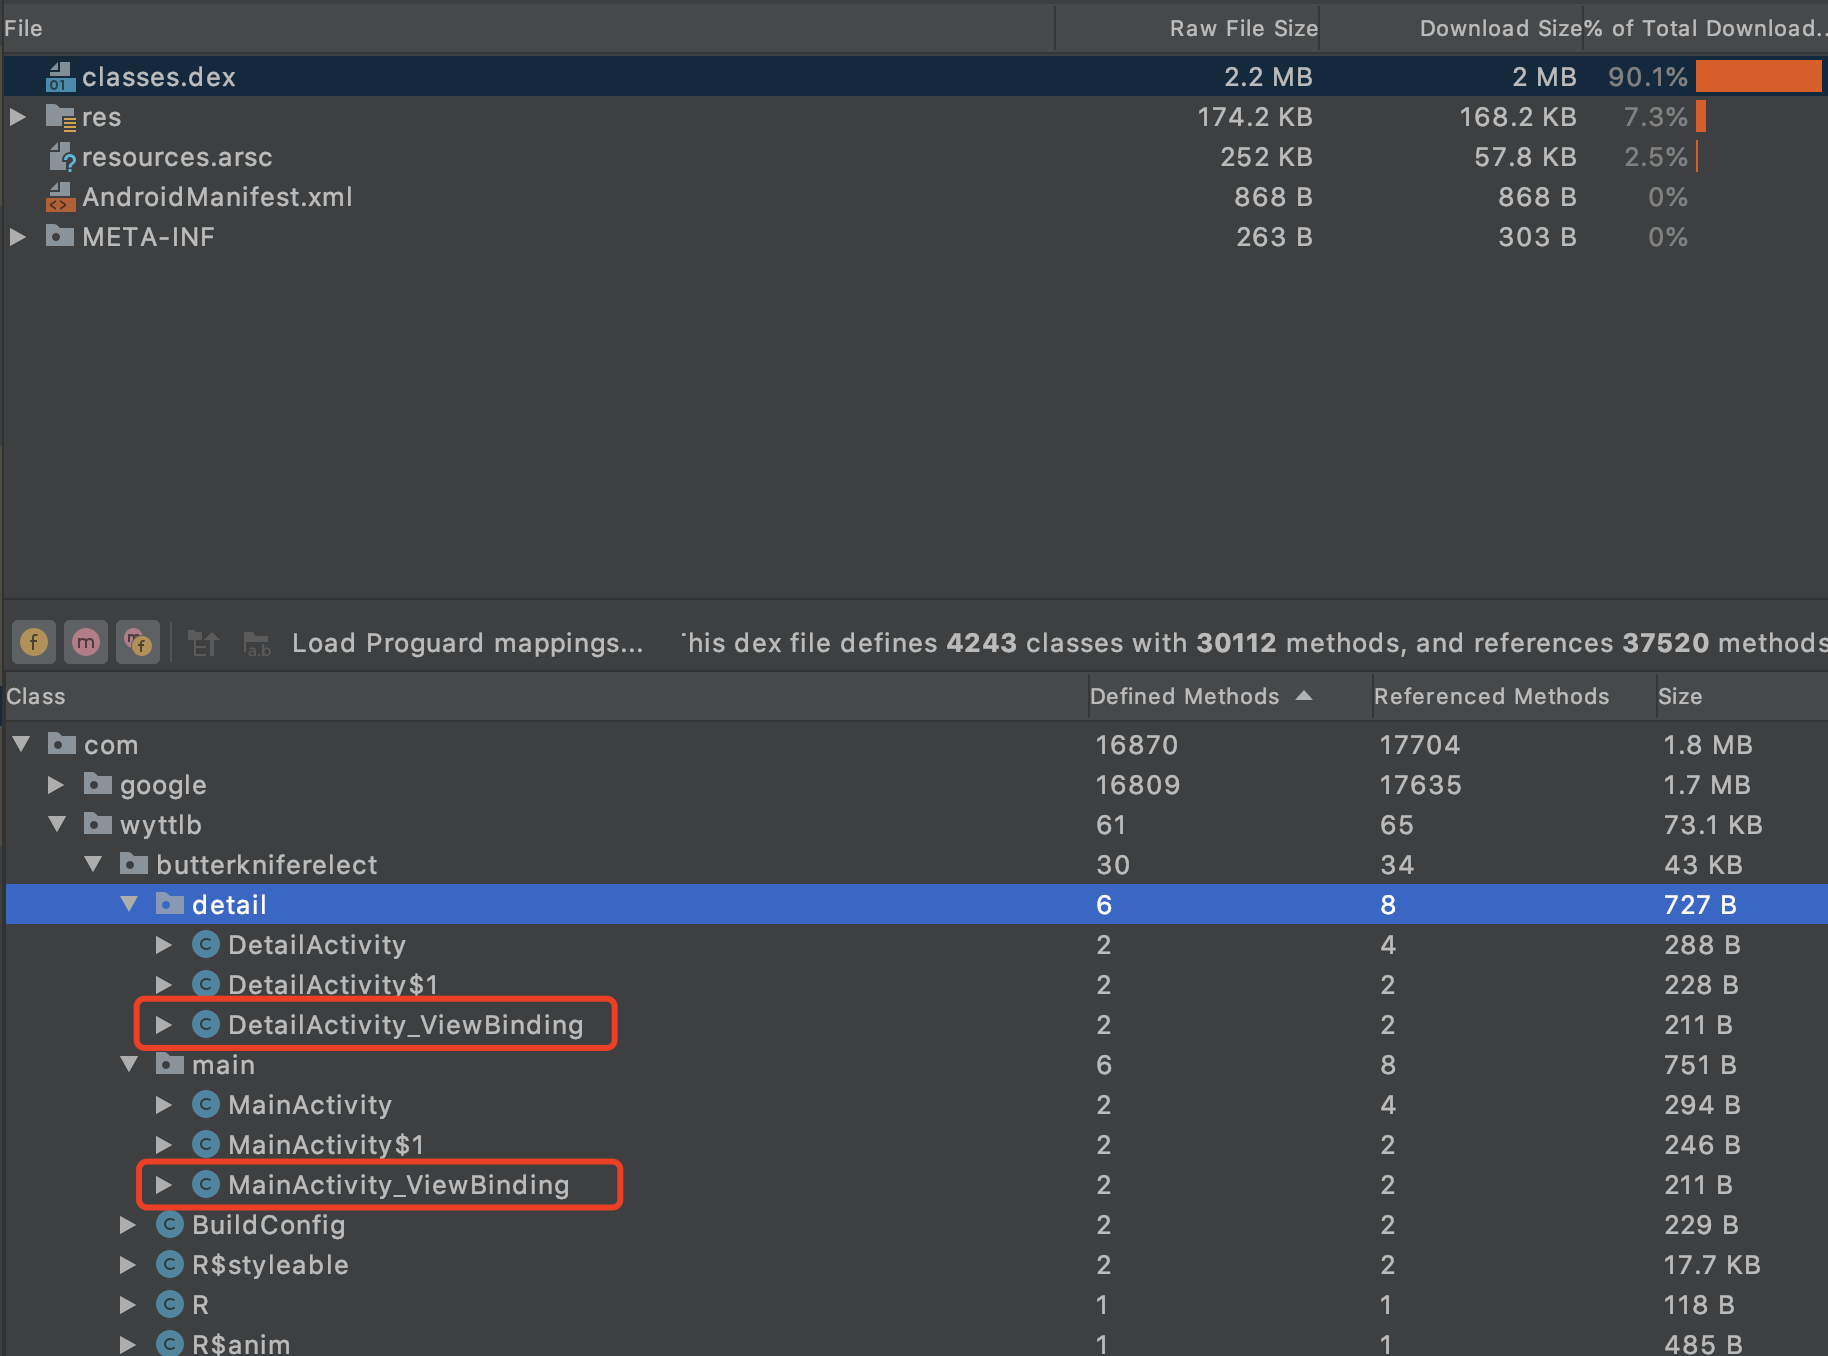 File Raw File Size Download Size % of Total Download..
classes.dex 2.2 MB 2 MB 90.1%
res 174.2 KB 168.2 KB 7.3%
resources.arsc 252 KB 57.8 KB 2.5%
AndroidManifest.xml 868 B 868 B 0%
META-INF 263 B 303 B 0%
Load Proguard mappings... This dex file defines 4243 classes with 30112 methods, and references 37520 methods
Class Defined Methods Referenced Methods Size
com 16870 17704 1.8 MB
google 16809 17635 1.7 MB
wyttlb 61 65 73.1 KB
butterkniferelect 30 34 43 KB
detail 6 8 727 B
DetailActivity 2 4 288 B
DetailActivity$1 2 2 228 B
DetailActivity_ViewBinding 2 2 211 B
main 6 8 751 B
MainActivity 2 4 294 B
MainActivity$1 2 2 246 B
MainActivity_ViewBinding 2 2 211 B
BuildConfig 2 2 229 B
R$styleable 2 2 17.7 KB
R 1 1 118 B
R$anim 1 1 485 B